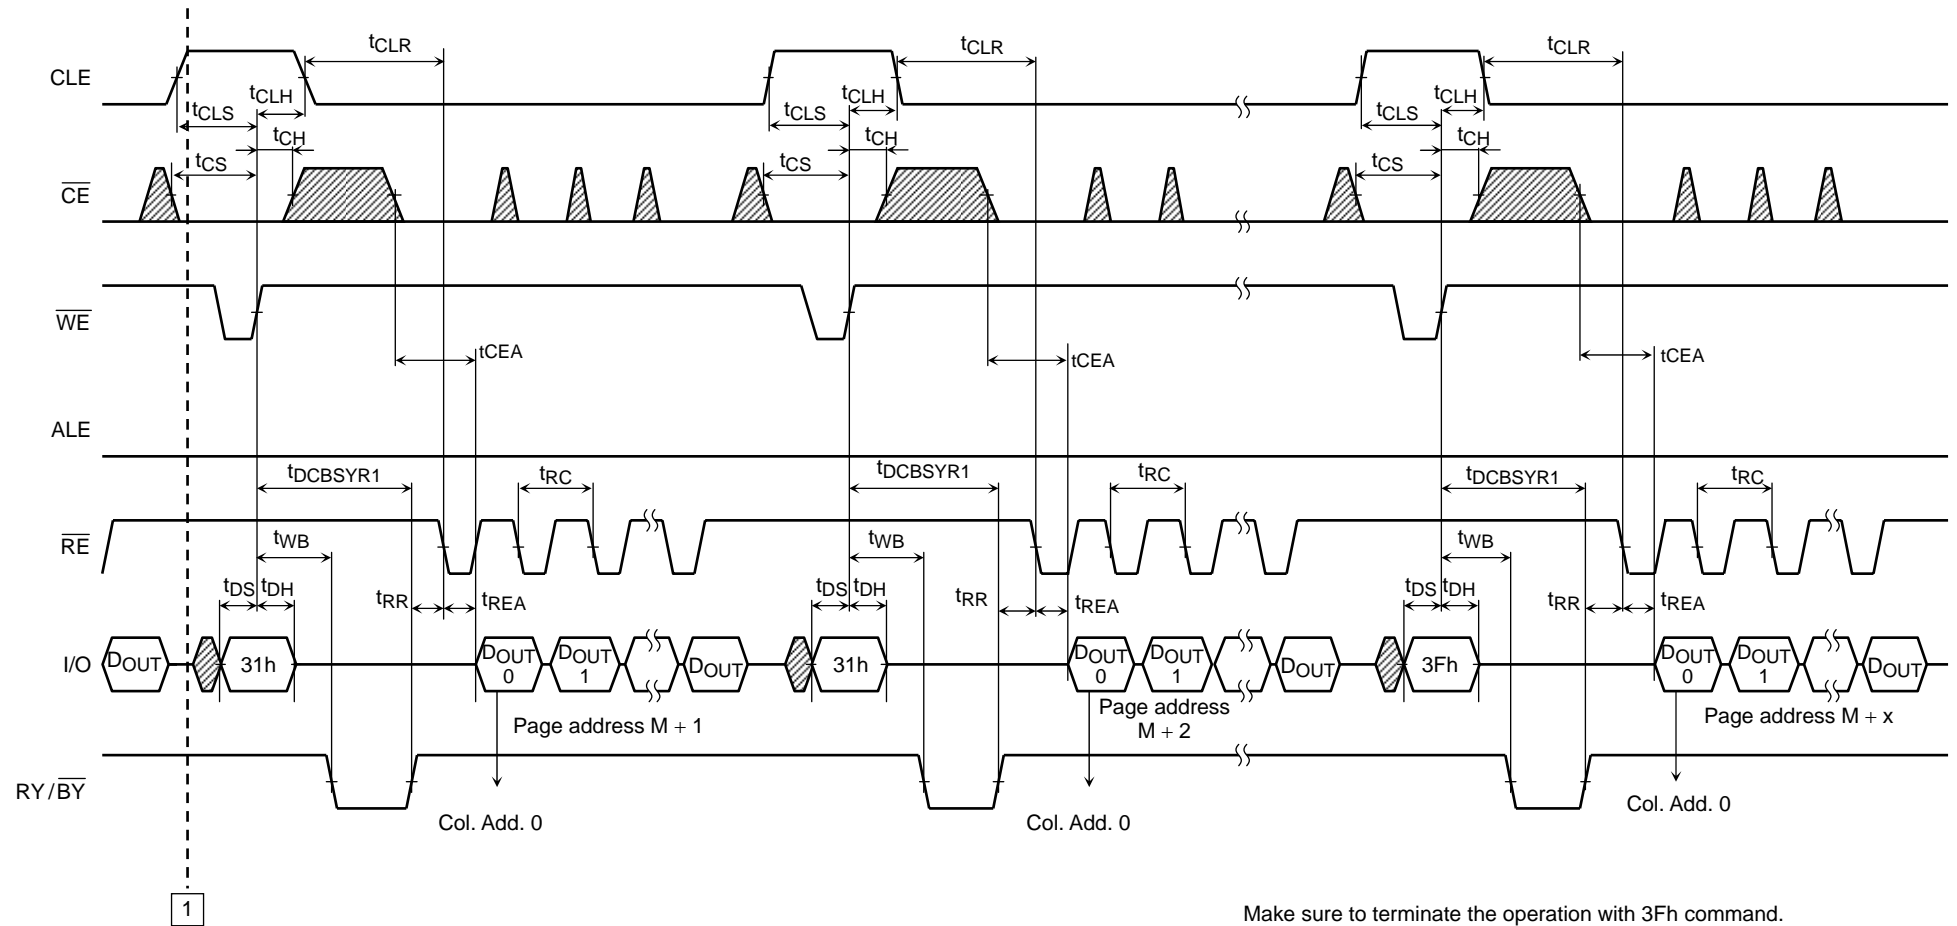 tCLR tCLR tCLR
CLE
tCLH tCLH tCLH
tCLS tCLS tCLS
tCH tCH tCH
tCS tCS tCS
CE
WE
tCEA tCEA tCEA
ALE
tDCBSYR1 tRC tDCBSYR1 tRC tDCBSYR1 tRC
RE
tWB tWB tWB
tDS tDH tDS tDH tDS tDH
tRR tREA tRR tREA tRR tREA
I/O DOUT 31h DOUT 0 DOUT 1 DOUT 31h DOUT 0 DOUT 1 DOUT 3Fh DOUT 0 DOUT 1 DOUT
Page address M + 1
Page address
M + 2
Page address M + x
RY/BY
Col. Add. 0 Col. Add. 0 Col. Add. 0
1
Make sure to terminate the operation with 3Fh command.